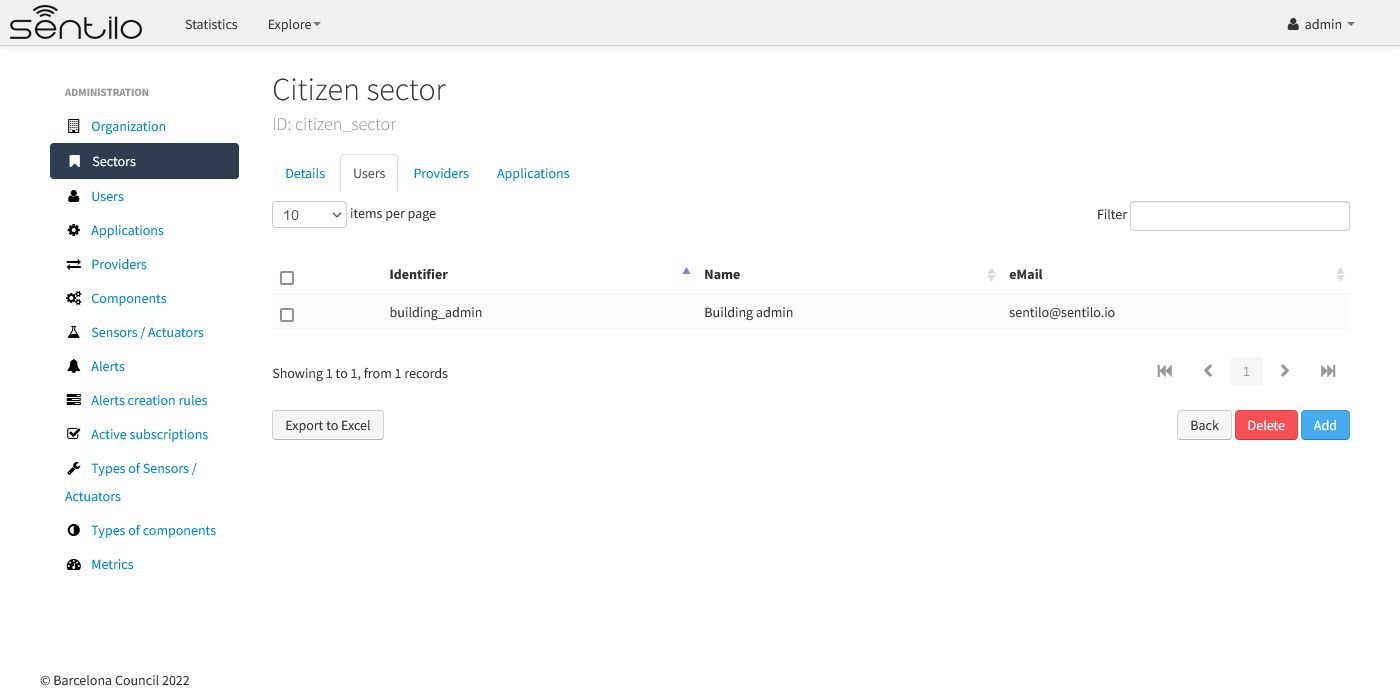 sentilo Statistics Explore admin
ADMINISTRATION
Organization
Sectors
Users
Applications
Providers
Components
Sensors / Actuators
Alerts
Alerts creation rules
Active subscriptions
Types of Sensors /
Actuators
Types of components
Metrics
Citizen sector
ID: citizen_sector
Details Users Providers Applications
10 items per page Filter
Identifier Name eMail
building_admin Building admin sentilo@sentilo.io
Showing 1 to 1, from 1 records 1
Export to Excel Back Delete Add
© Barcelona Council 2022